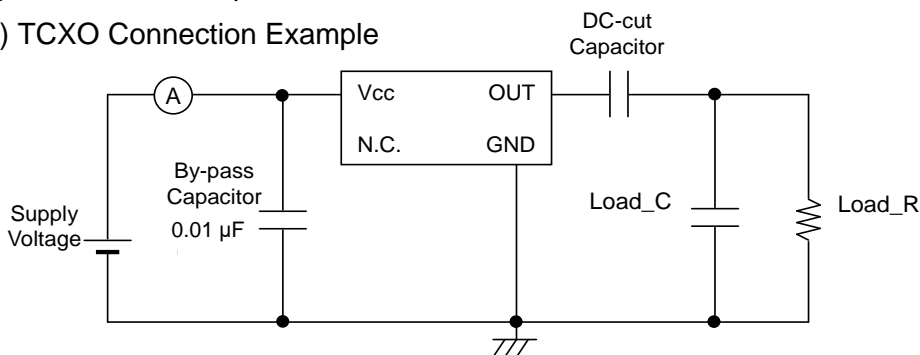 ) TCXO Connection Example
DC-cut
Capacitor
A
Vcc
OUT
N.C.
GND
By-pass
Capacitor
0.01 µF
Supply
Voltage
Load_C
Load_R